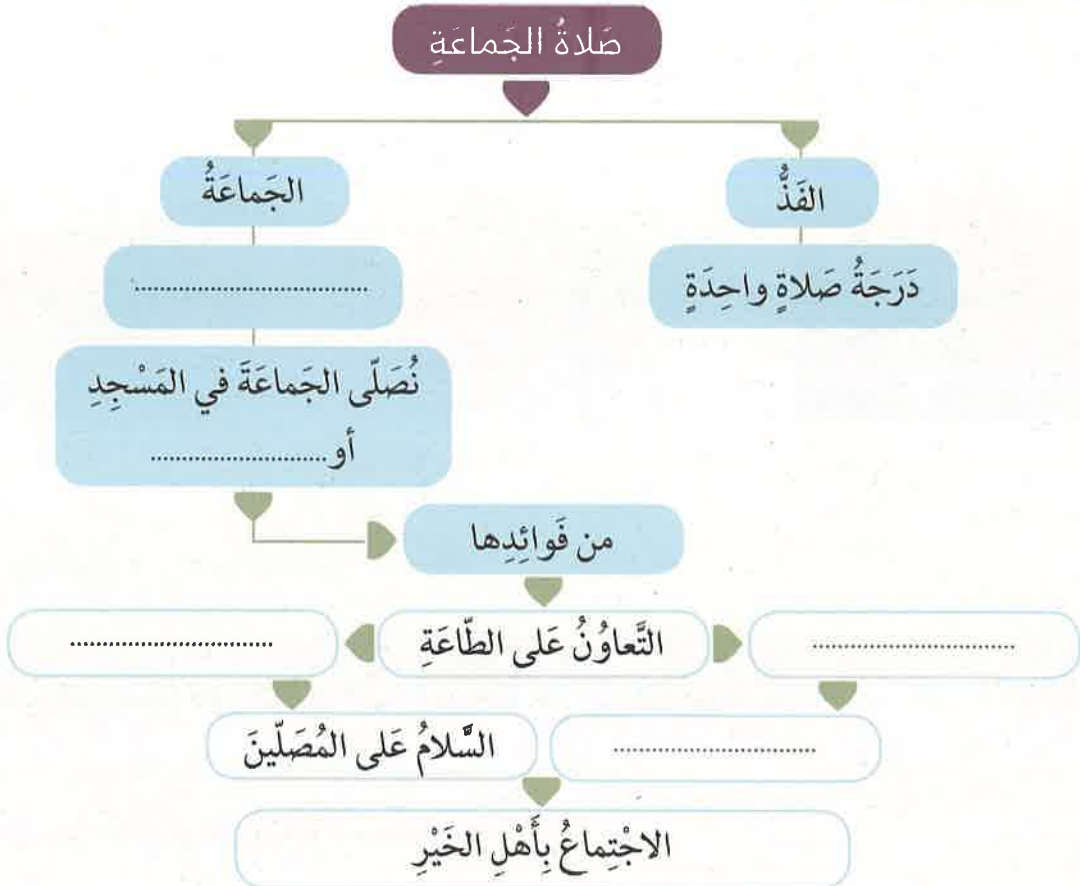 صَلاةُ الجَماعَةِ
الفَذُّ
الجَماعَةُ
دَرَجَةُ صَلاةٍ واحِدَةٍ
..................................
نُصَلّى الجَماعَةَ في المَسْجِدِ
أو..........................
من فَوائِدِها
..............................
التَّعاوُنُ عَلى الطّاعَةِ
..............................
..............................
السَّلامُ عَلى المُصَلّينَ
الاجْتِماعُ بِأَهْلِ الخَيْرِ